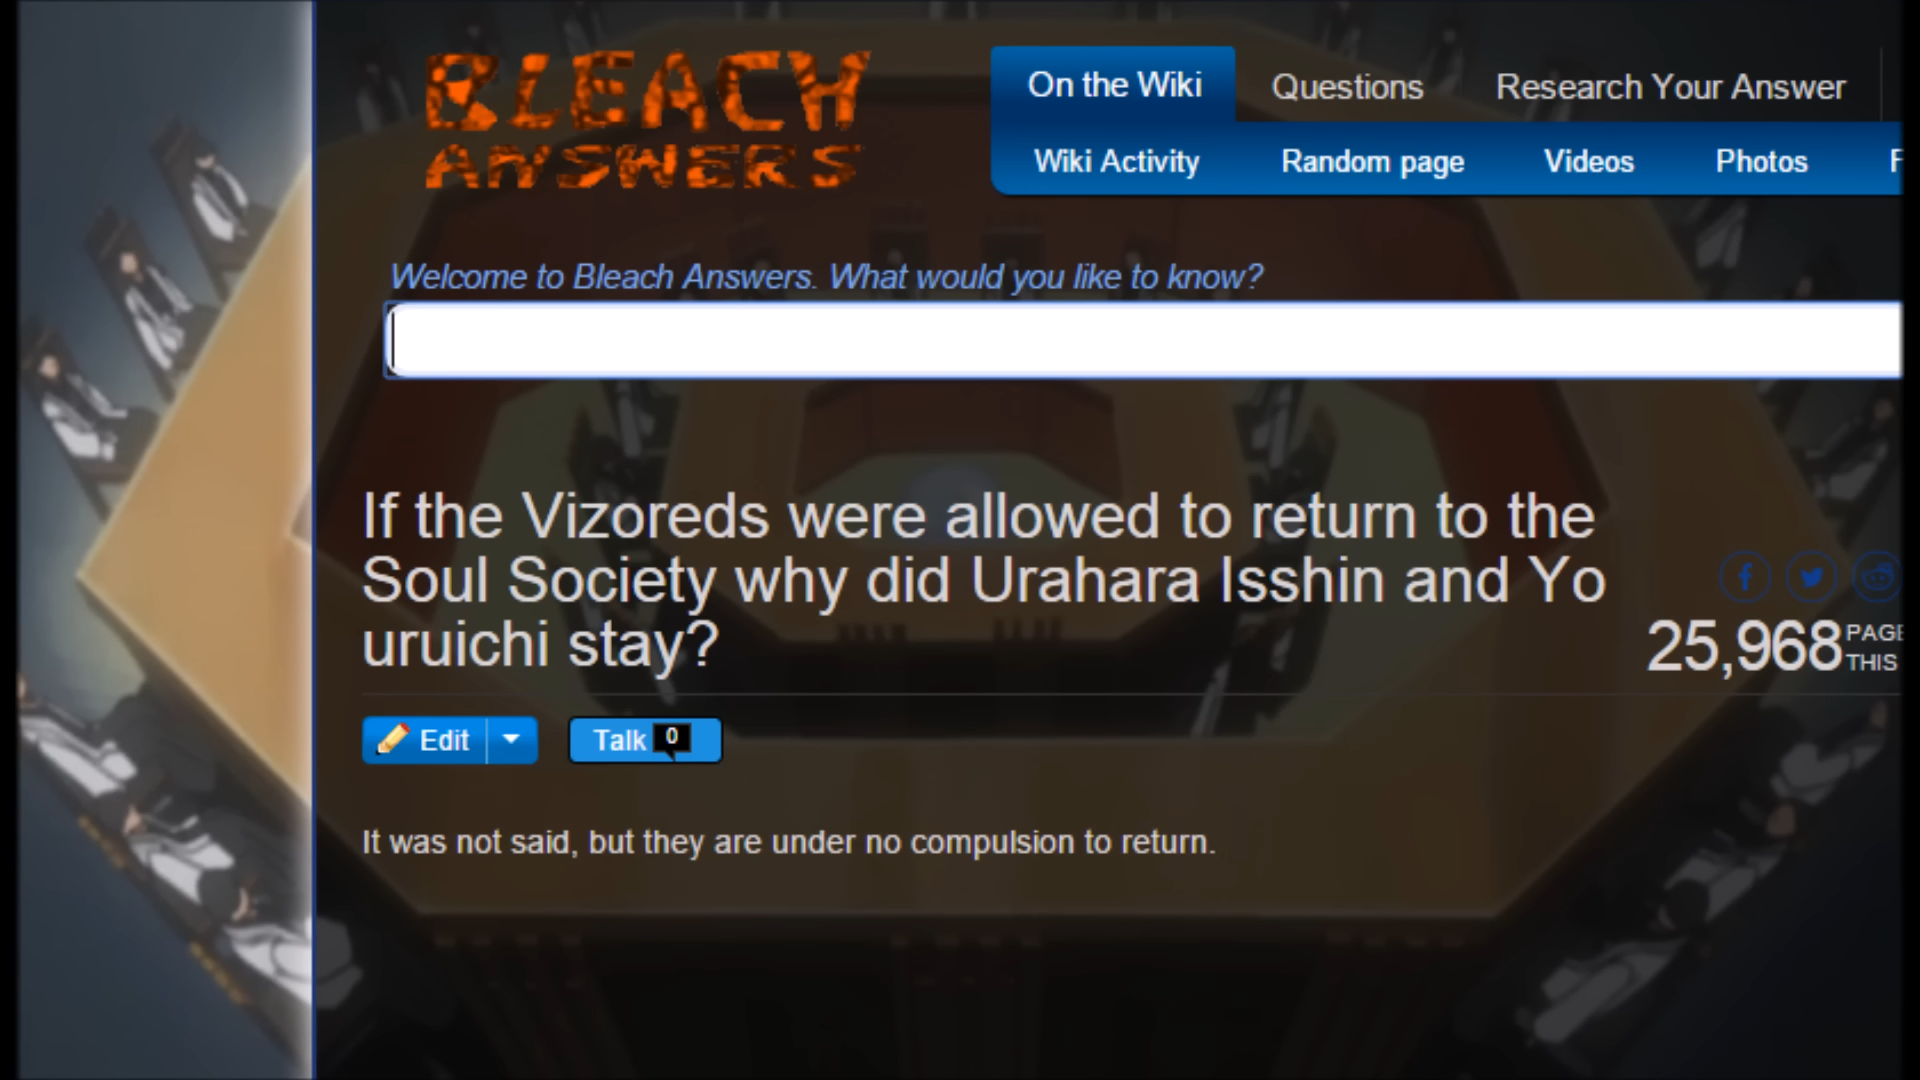 BLEACH
ANSWERS
On the Wiki Questions Research Your Answer
Wiki Activity Random page Videos Photos F
Welcome to Bleach Answers. What would you like to know?
If the Vizoreds were allowed to return to the
Soul Society why did Urahara Isshin and Yo
uruichi stay?
25,968 PAGE
THIS
Edit Talk 0
It was not said, but they are under no compulsion to return.